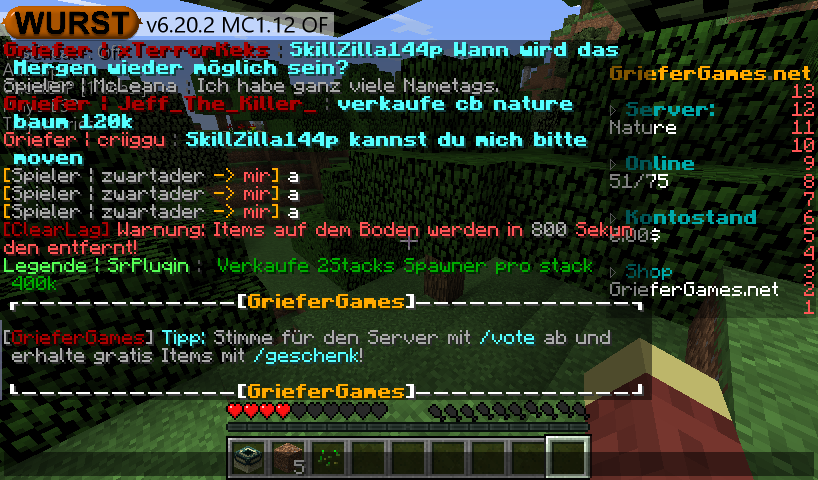 WURST v6.20.2 MC1.12 OF
Griefer | xTerrorKeks : SkillZilla144p Wann wird das
Mergen wieder möglich sein?
Spieler | McLeana : Ich habe ganz viele Nametags.
Griefer | Jeff_The_Killer_ : verkaufe cb nature
baum 120k
Griefer | criiggu : SkillZilla144p kannst du mich bitte
moven
[Spieler | zwartader -> mir] a
[Spieler | zwartader -> mir] a
[Spieler | zwartader -> mir] a
[ClearLag] Warnung: Items auf dem Boden werden in 800 Sekun
den entfernt!
Legende | SrPluqin : Verkaufe 2Stacks Spawner pro stack
400k
[GrieferGames]
[GrieferGames] Tipp: Stimme für den Server mit /vote ab und
erhalte gratis Items mit /geschenk!
[GrieferGames]
GrieferGames.net
13
Server: 12
Nature 11
10
Online 9
51/75 8
7
Kontostand 6
0.00$ 5
4
Shop 3
GrieferGames.net 2
1
5